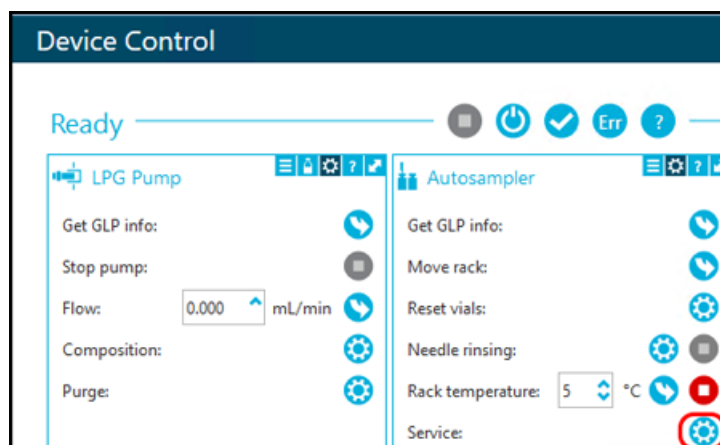 Device Control
Ready
Err ?
LPG Pump
?
Get GLP info:
Stop pump:
Flow: 0.000 mL/min
Composition:
Purge:
Autosampler
?
Get GLP info:
Move rack:
Reset vials:
Needle rinsing:
Rack temperature: 5 °C
Service: